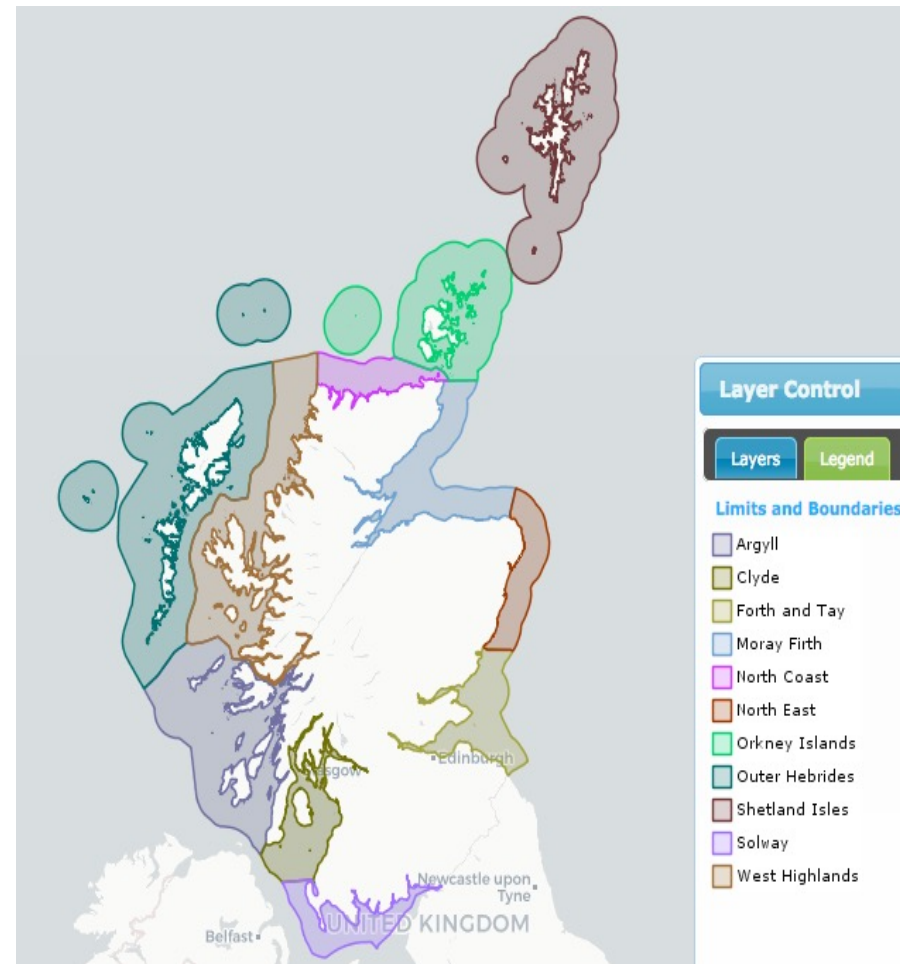 Layer Control
Layers
Legend
Limits and Boundaries
Argyll
Clyde
Forth and Tay
Moray Firth
North Coast
North East
Orkney Islands
Outer Hebrides
Shetland Isles
Solway
West Highlands
Edinburgh
Newcastle upon
Tyne
UNITED KINGDOM
Belfast